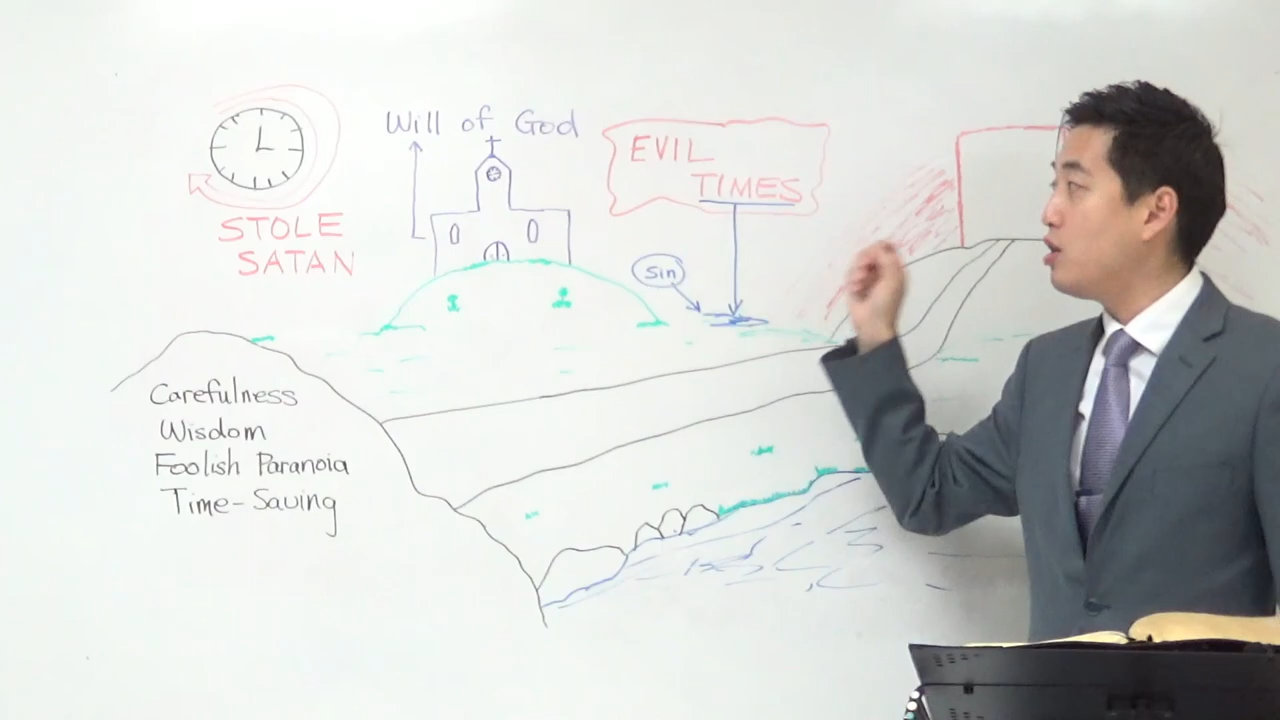 Will of God
EVIL
TIMES
STOLE
SATAN
Sin
Carefulness
Wisdom
Foolish Paranoia
Time-Saving